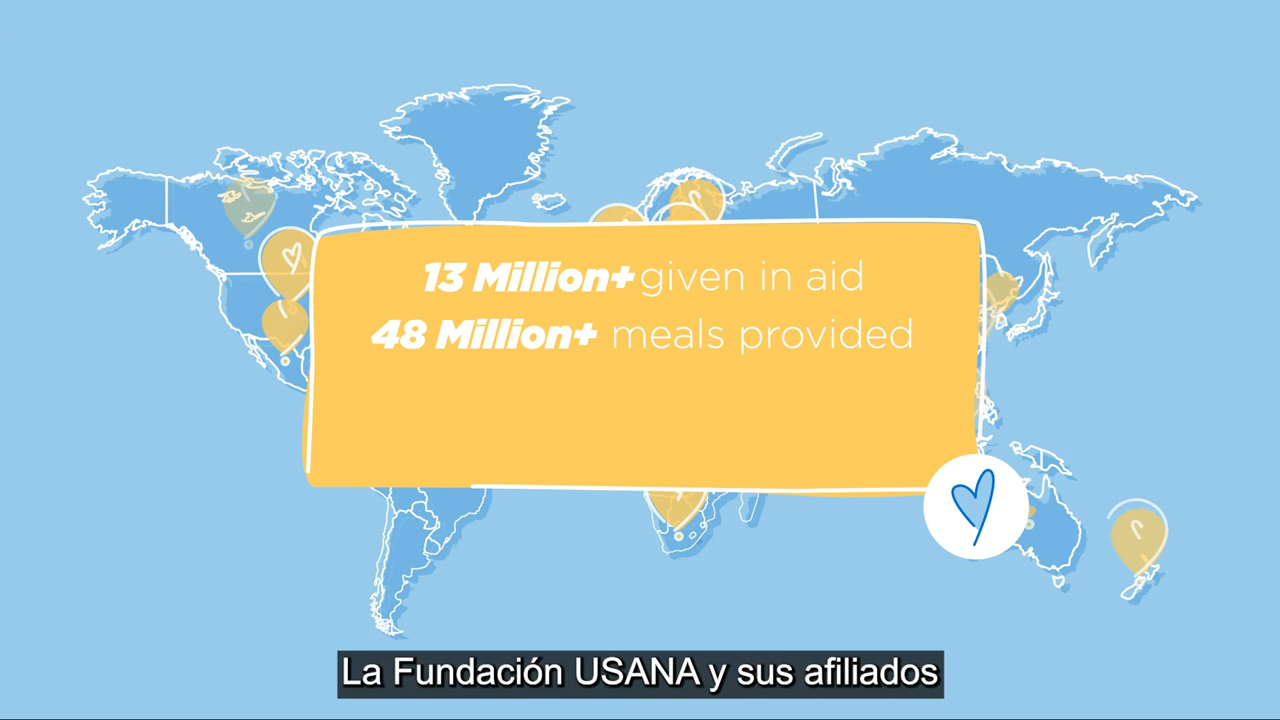 13 Million+ given in aid
48 Million+ meals provided
La Fundación USANA y sus afiliados